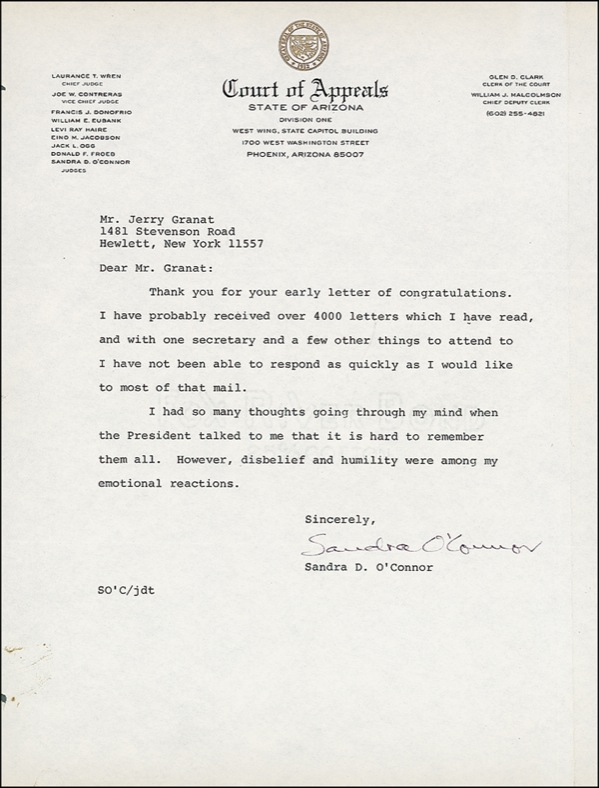 LAURANCE T. WREN
CHIEF JUDGE
JOE W. CONTRERAS
VICE CHIEF JUDGE
FRANCIS J. DONOFRIO
WILLIAM E. EUBANK
LEVI RAY HAIRE
EINO M. JACOBSON
JACK L. OGG
DONALD F. FROEB
SANDRA D. O'CONNOR
JUDGES
Court of Appeals
STATE OF ARIZONA
DIVISION ONE
WEST WING, STATE CAPITOL BUILDING
1700 WEST WASHINGTON STREET
PHOENIX, ARIZONA 85007
GLEN D. CLARK
CLERK OF THE COURT
WILLIAM J. MALCOLMSON
CHIEF DEPUTY CLERK
(602) 255-4821
Mr. Jerry Granat
1481 Stevenson Road
Hewlett, New York 11557
Dear Mr. Granat:
Thank you for your early letter of congratulations.
I have probably received over 4000 letters which I have read,
and with one secretary and a few other things to attend to
I have not been able to respond as quickly as I would like
to most of that mail.
I had so many thoughts going through my mind when
the President talked to me that it is hard to remember
them all. However, disbelief and humility were among my
emotional reactions.
Sincerely,
Sandra O'Connor
Sandra D. O'Connor
SO'C/jdt